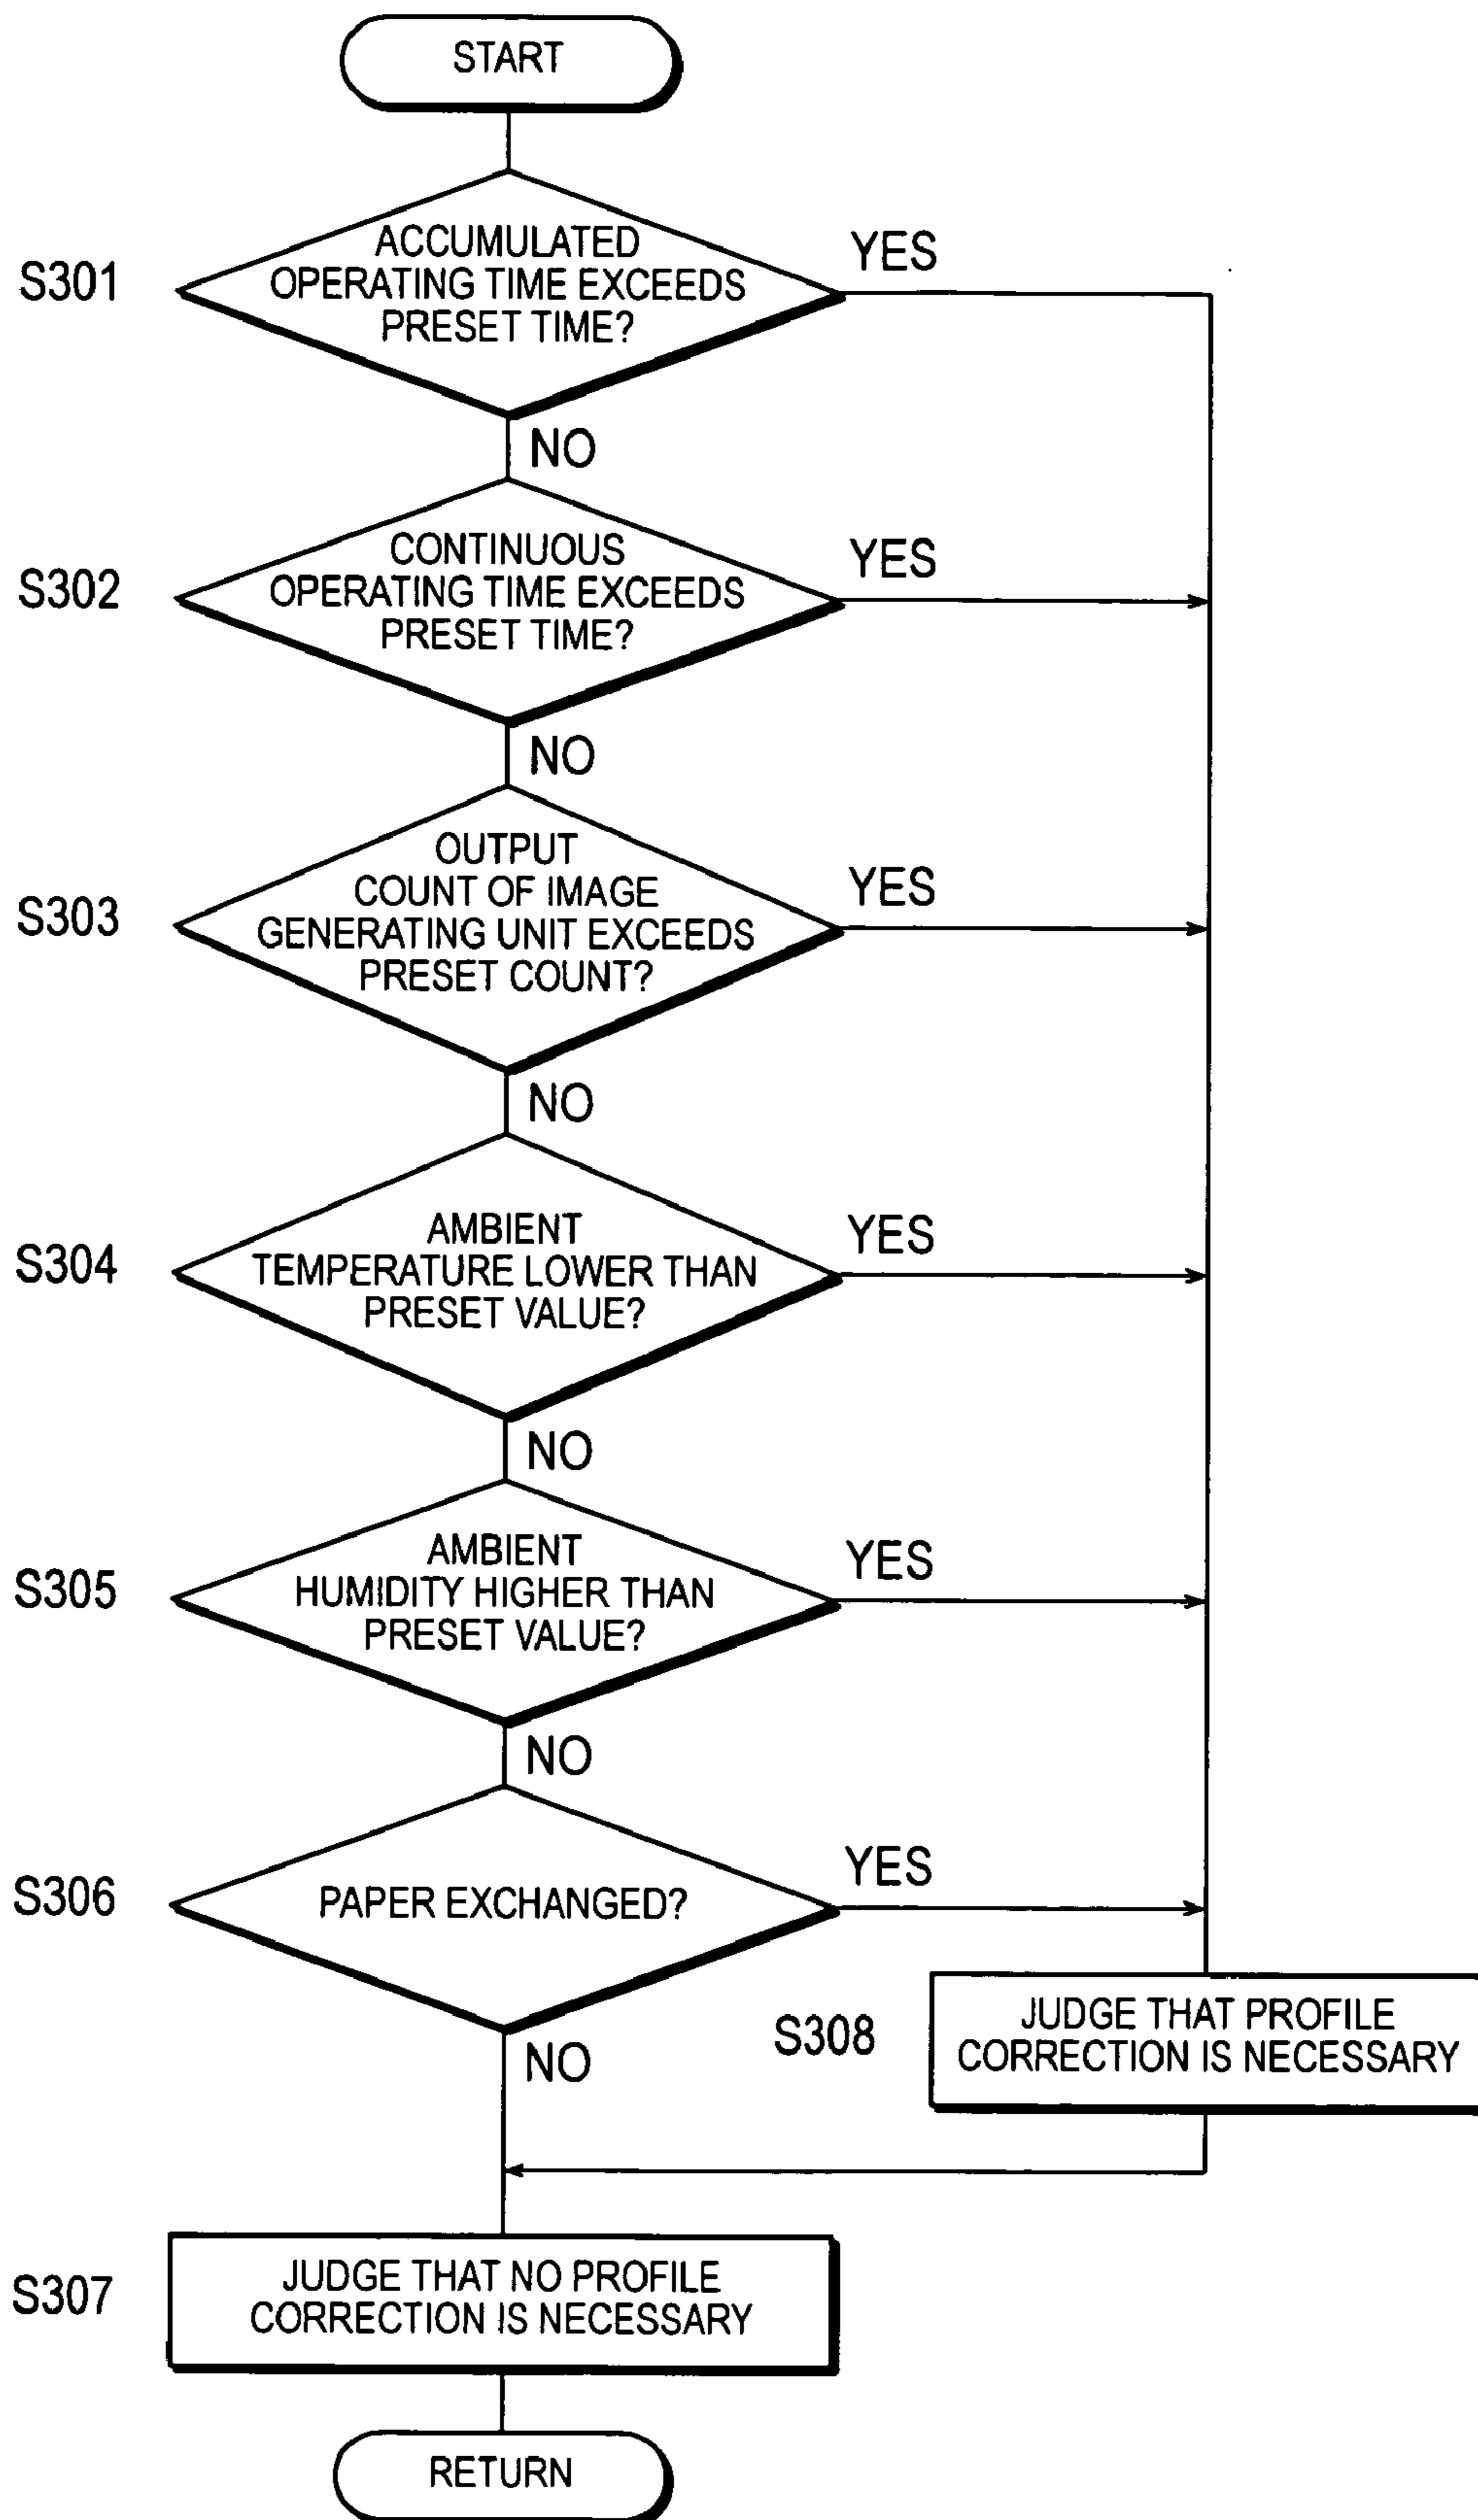 START
S301
ACCUMULATED
OPERATING TIME EXCEEDS
PRESET TIME?
YES
NO
S302
CONTINUOUS
OPERATING TIME EXCEEDS
PRESET TIME?
YES
NO
S303
OUTPUT
COUNT OF IMAGE
GENERATING UNIT EXCEEDS
PRESET COUNT?
YES
NO
S304
AMBIENT
TEMPERATURE LOWER THAN
PRESET VALUE?
YES
NO
S305
AMBIENT
HUMIDITY HIGHER THAN
PRESET VALUE?
YES
NO
S306
PAPER EXCHANGED?
YES
NO
S308
JUDGE THAT PROFILE
CORRECTION IS NECESSARY
S307
JUDGE THAT NO PROFILE
CORRECTION IS NECESSARY
RETURN